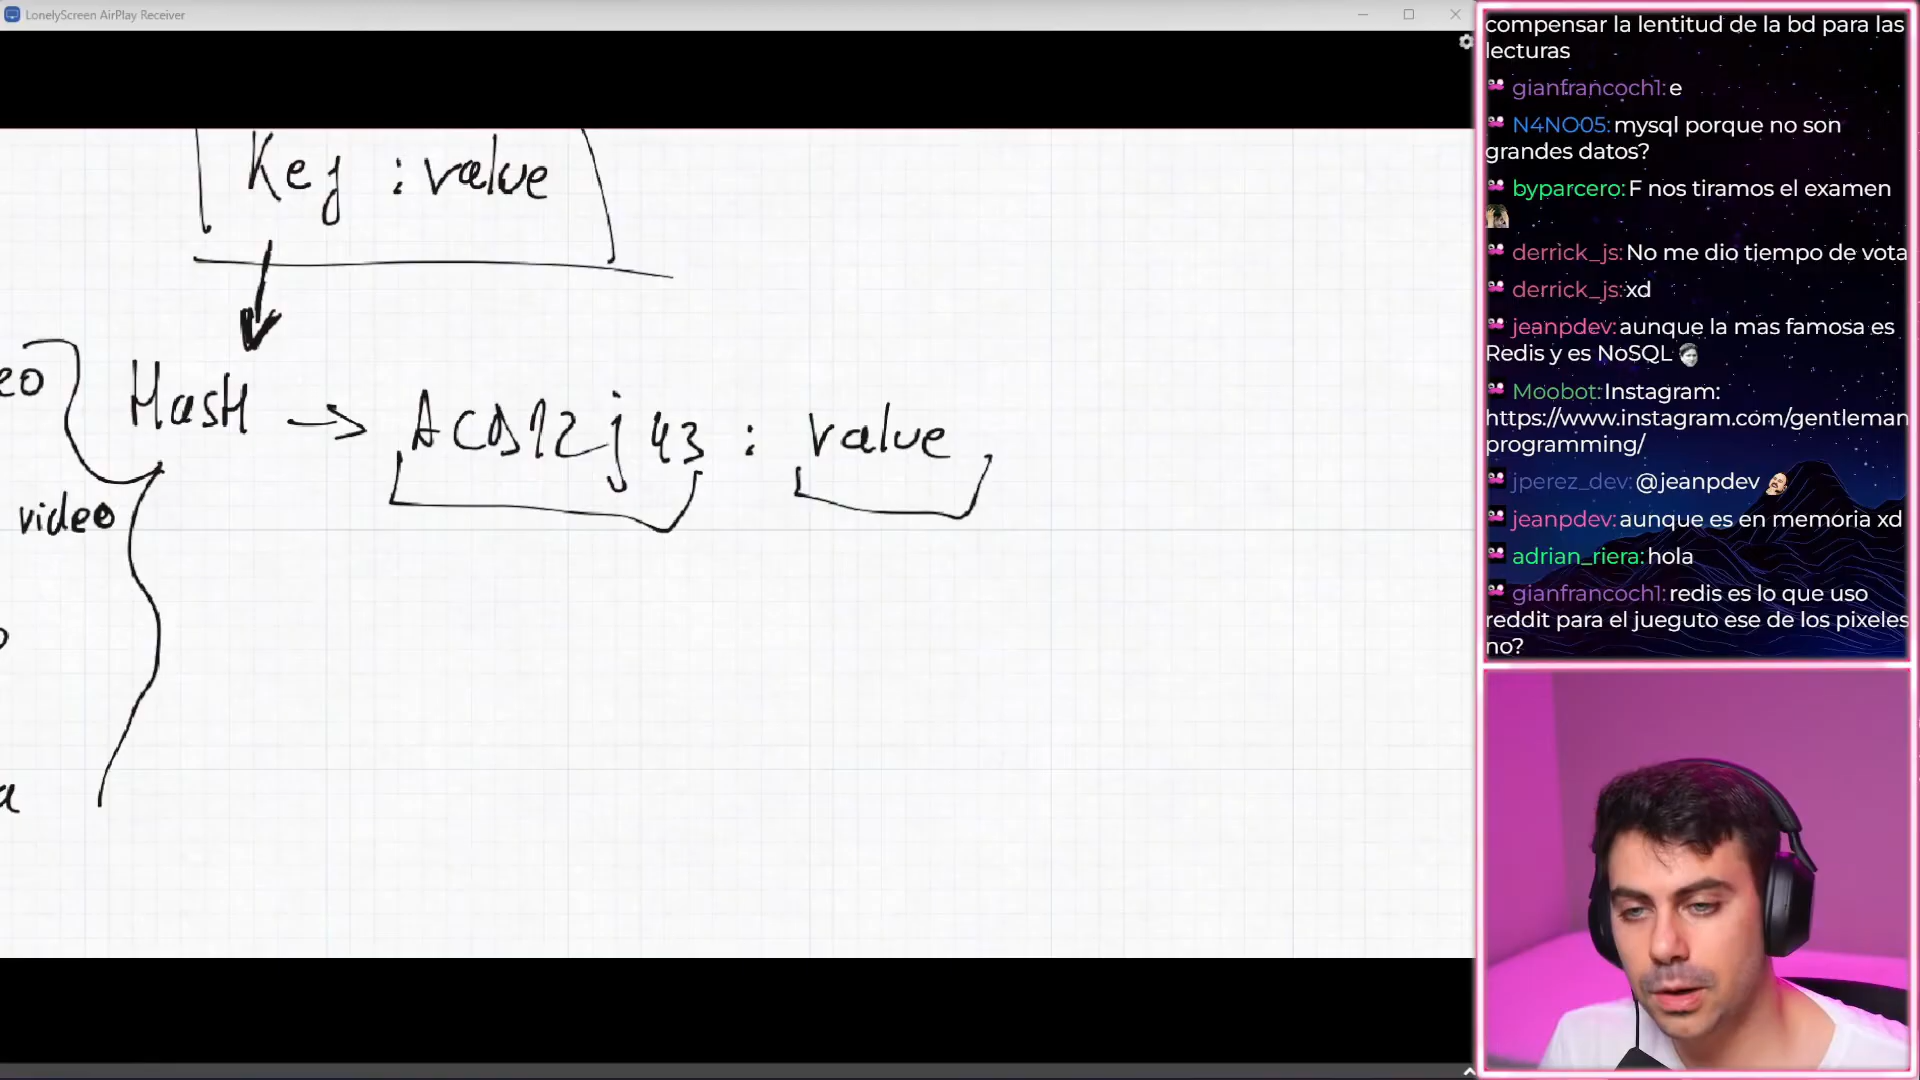 LonelyScreen AirPlay Receiver
Key : value
eo
HasH → ACDS12j43 : value
video
a
compensar la lentitud de la bd para las
lecturas
gianfrancoch1: e
N4NO05: mysql porque no son
grandes datos?
byparcero: F nos tiramos el examen
derrick_js: No me dio tiempo de vota
derrick_js: xd
jeanpdev: aunque la mas famosa es
Redis y es NoSQL
Moobot: Instagram:
https://www.instagram.com/gentleman
programming/
jperez_dev: @jeanpdev
jeanpdev: aunque es en memoria xd
adrian_riera: hola
gianfrancoch1: redis es lo que uso
reddit para el jueguto ese de los pixeles
no?